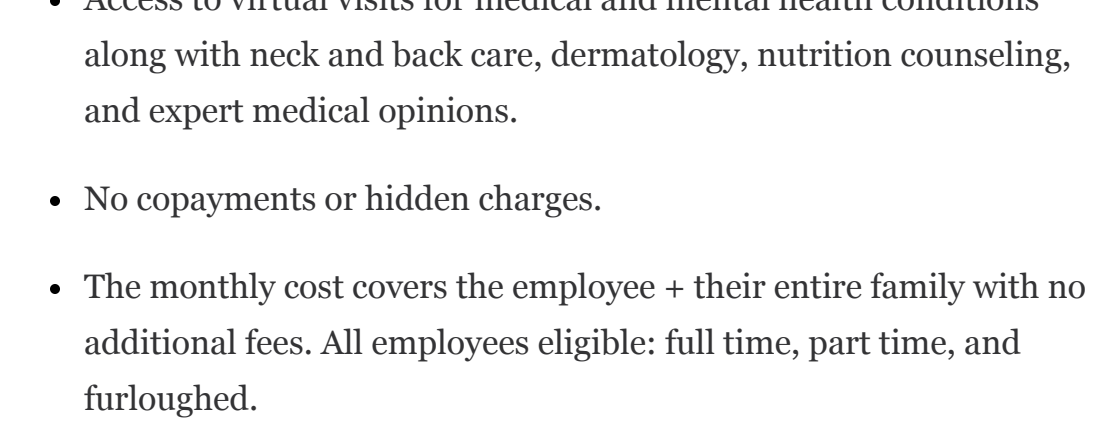 Access to virtual visits for medical and mental health conditions
along with neck and back care, dermatology, nutrition counseling,
and expert medical opinions.
No copayments or hidden charges.
The monthly cost covers the employee + their entire family with no
additional fees. All employees eligible: full time, part time, and
furloughed.